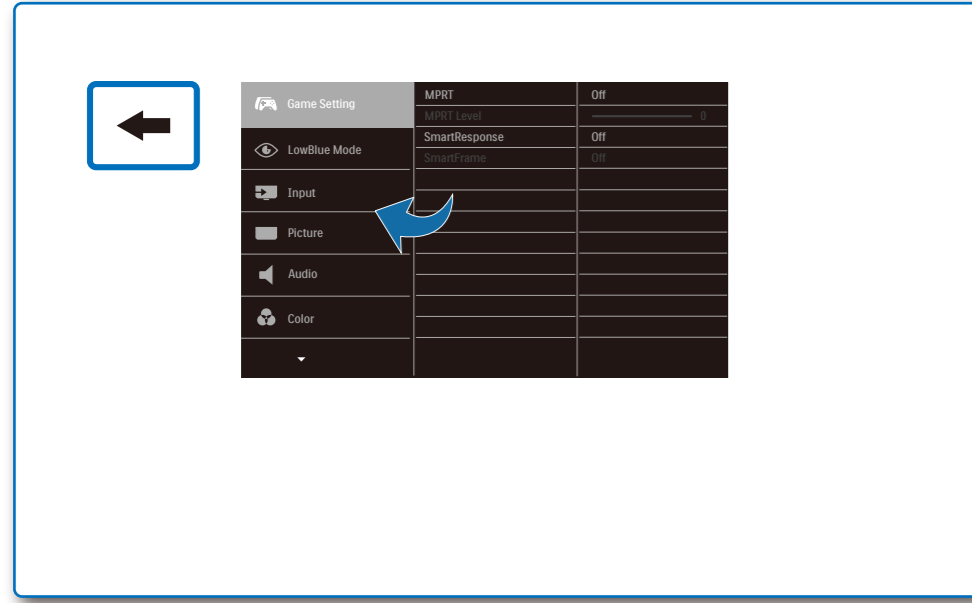 Game Setting
LowBlue Mode
Input
Picture
Audio
Color
MPRT Off
MPRT Level 0
SmartResponse Off
SmartFrame Off